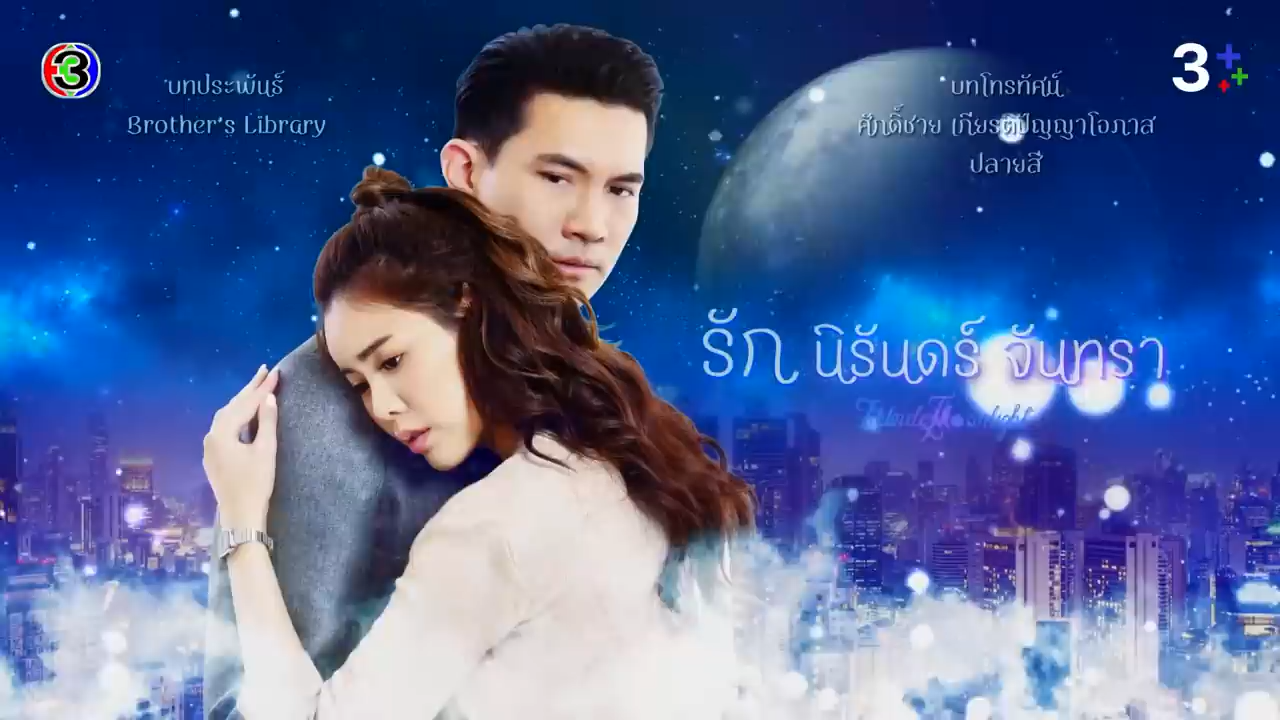 3
บทประพันธ์
Brother's Library
บทโทรทัศน์
ศักดิ์ชาย เกียรติปัญญาโอภาส
ปลายสี
3+
รัก นิรันดร์ จันทรา